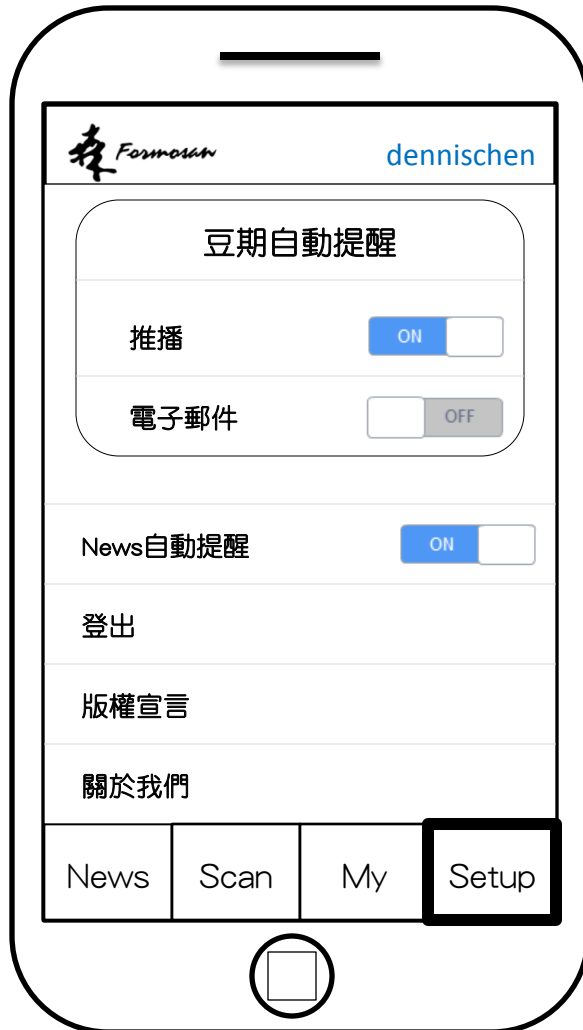 森 Formosan
dennischen
豆期自動提醒
推播
ON
電子郵件
OFF
News自動提醒
ON
登出
版權宣言
關於我們
News
Scan
My
Setup